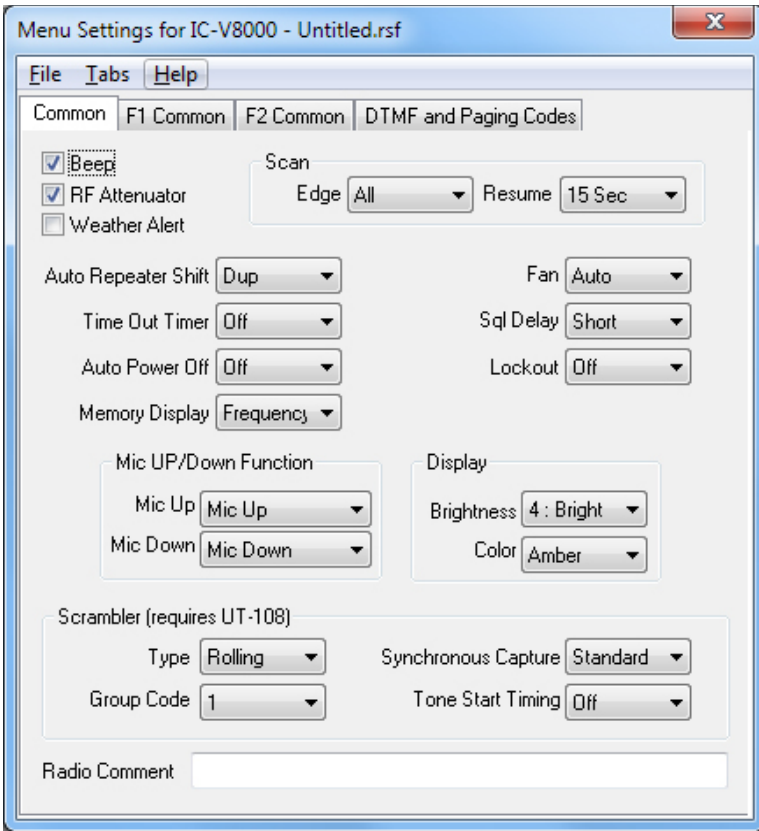 Menu Settings for IC-V8000 - Untitled.rsf
x
File Tabs Help
Common F1 Common F2 Common DTMF and Paging Codes
Beep
RF Attenuator
Weather Alert
Scan
Edge All Resume 15 Sec
Auto Repeater Shift Dup Fan Auto
Time Out Timer Off Sql Delay Short
Auto Power Off Off Lockout Off
Memory Display Frequency
Mic UP/Down Function
Mic Up Mic Up
Mic Down Mic Down
Display
Brightness 4 : Bright
Color Amber
Scrambler (requires UT-108)
Type Rolling Synchronous Capture Standard
Group Code 1 Tone Start Timing Off
Radio Comment